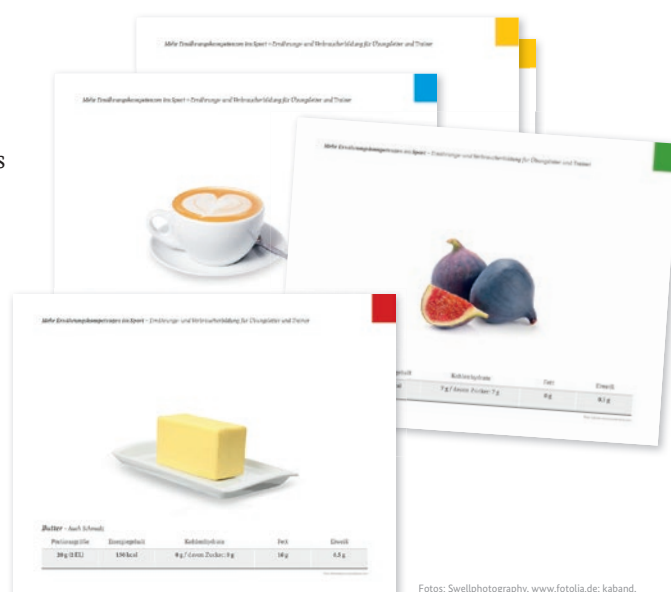 Mehr Ernährungskompetenzen im Sport – Ernährungs- und Verbraucherbildung für Übungsleiter und Trainer
Mehr Ernährungskompetenzen im Sport – Ernährungs- und Verbraucherbildung für Übungsleiter und Trainer
Mehr Ernährungskompetenzen im Sport – Ernährungs- und Verbraucherbildung für Übungsleiter und Trainer
s
Mehr Ernährungskompetenzen im Sport – Ernährungs- und Verbraucherbildung für Übungsleiter und Trainer
Kohlenhydrate Fett Eiweiß
7 g / davon Zucker: 7 g 0 g 0,5 g
Butter – Auch Schmalz
Portionsgröße Energiegehalt Kohlenhydrate Fett Eiweiß
20 g (1 EL) 150 kcal 0 g / davon Zucker: 0 g 16 g
Fotos: Swellphotography, www.fotolia.de; kaband,